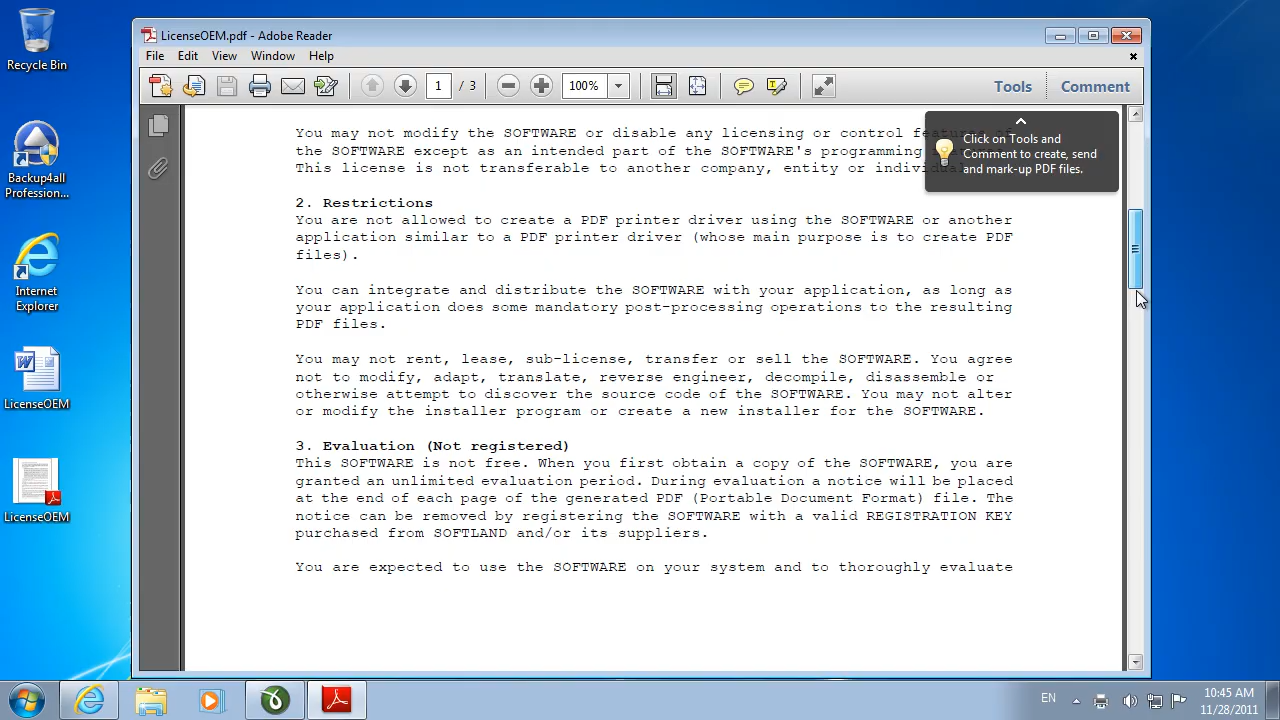 Recycle Bin
Backup4all
ProfessION...
Internet
Explorer
LicenseOEM
LicenseOEM
LicenseOEM.pdf - Adobe Reader
File Edit View Window Help
1 / 3 100% Tools Comment
Click on Tools and
Comment to create, send
and mark-up PDF files.
You may not modify the SOFTWARE or disable any licensing or control of
the SOFTWARE except as an intended part of the SOFTWARE's programming
This license is not transferable to another company, entity or
2. Restrictions
You are not allowed to create a PDF printer driver using the SOFTWARE or another
application similar to a PDF printer driver (whose main purpose is to create PDF
files).
You can integrate and distribute the SOFTWARE with your application, as long as
your application does some mandatory post-processing operations to the resulting
PDF files.
You may not rent, lease, sub-license, transfer or sell the SOFTWARE. You agree
not to modify, adapt, translate, reverse engineer, decompile, disassemble or
otherwise attempt to discover the source code of the SOFTWARE. You may not alter
or modify the installer program or create a new installer for the SOFTWARE.
3. Evaluation (Not registered)
This SOFTWARE is not free. When you first obtain a copy of the SOFTWARE, you are
granted an unlimited evaluation period. During evaluation a notice will be placed
at the end of each page of the generated PDF (Portable Document Format) file. The
notice can be removed by registering the SOFTWARE with a valid REGISTRATION KEY
purchased from SOFTLAND and/or its suppliers.
You are expected to use the SOFTWARE on your system and to thoroughly evaluate
EN
10:45 AM
11/28/2011